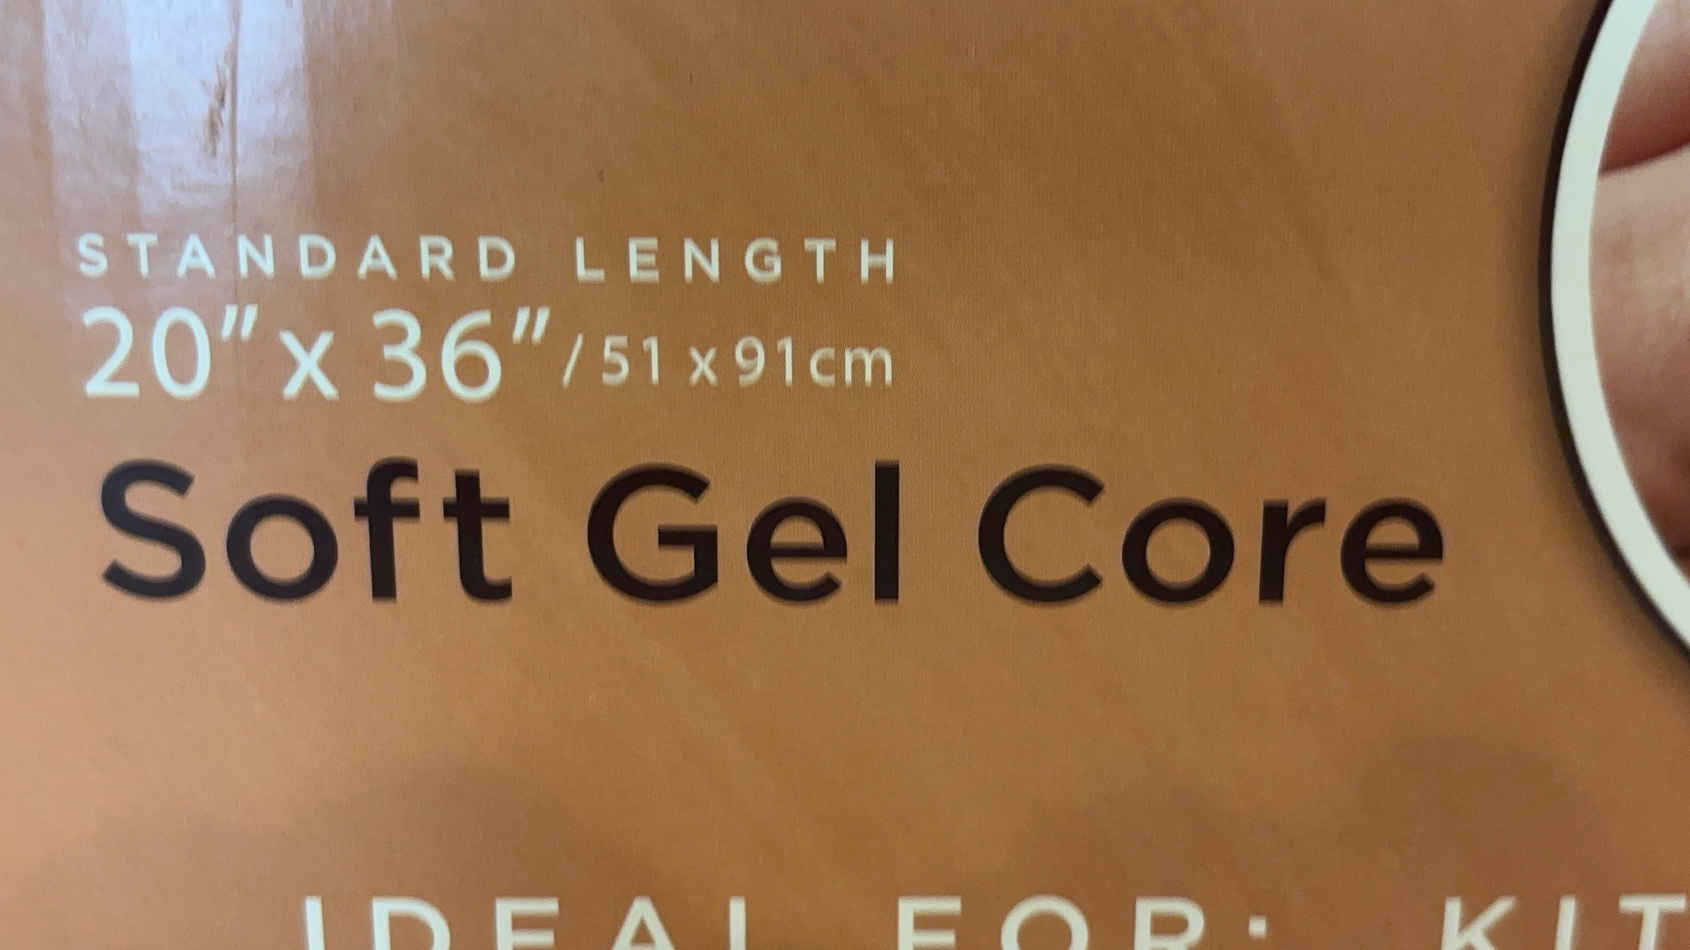 STANDARD LENGTH
20" x 36" / 51 x 91cm
Soft Gel Core
IDEAL FOR: